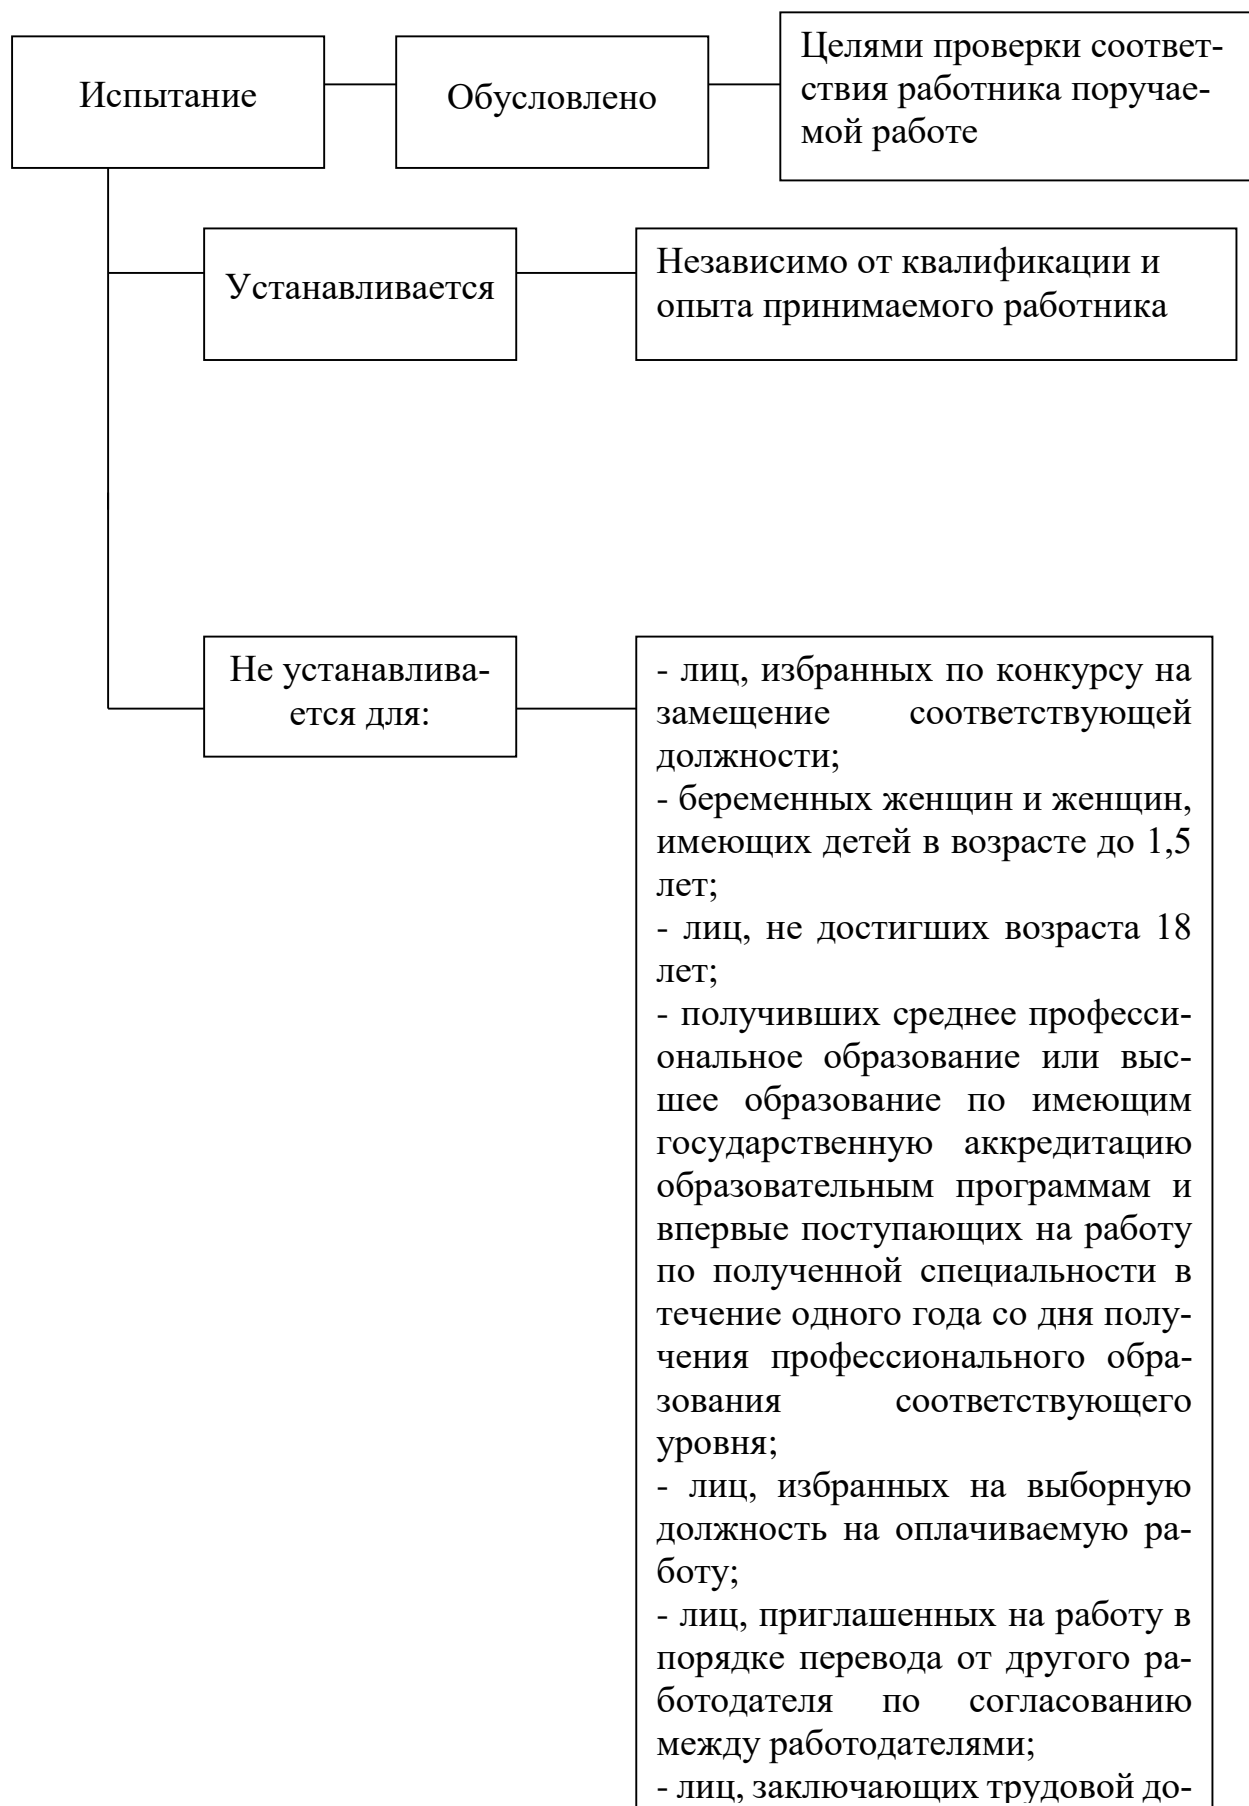 Испытание
Обусловлено
Целями проверки соответ-
ствия работника поручае-
мой работе
Устанавливается
Независимо от квалификации и
опыта принимаемого работника
Не устанавлива-
ется для:
- лиц, избранных по конкурсу на
замещение соответствующей
должности;
- беременных женщин и женщин,
имеющих детей в возрасте до 1,5
лет;
- лиц, не достигших возраста 18
лет;
- получивших среднее професси-
ональное образование или выс-
шее образование по имеющим
государственную аккредитацию
образовательным программам и
впервые поступающих на работу
по полученной специальности в
течение одного года со дня полу-
чения профессионального обра-
зования соответствующего
уровня;
- лиц, избранных на выборную
должность на оплачиваемую ра-
боту;
- лиц, приглашенных на работу в
порядке перевода от другого ра-
ботодателя по согласованию
между работодателями;
- лиц, заключающих трудовой до-